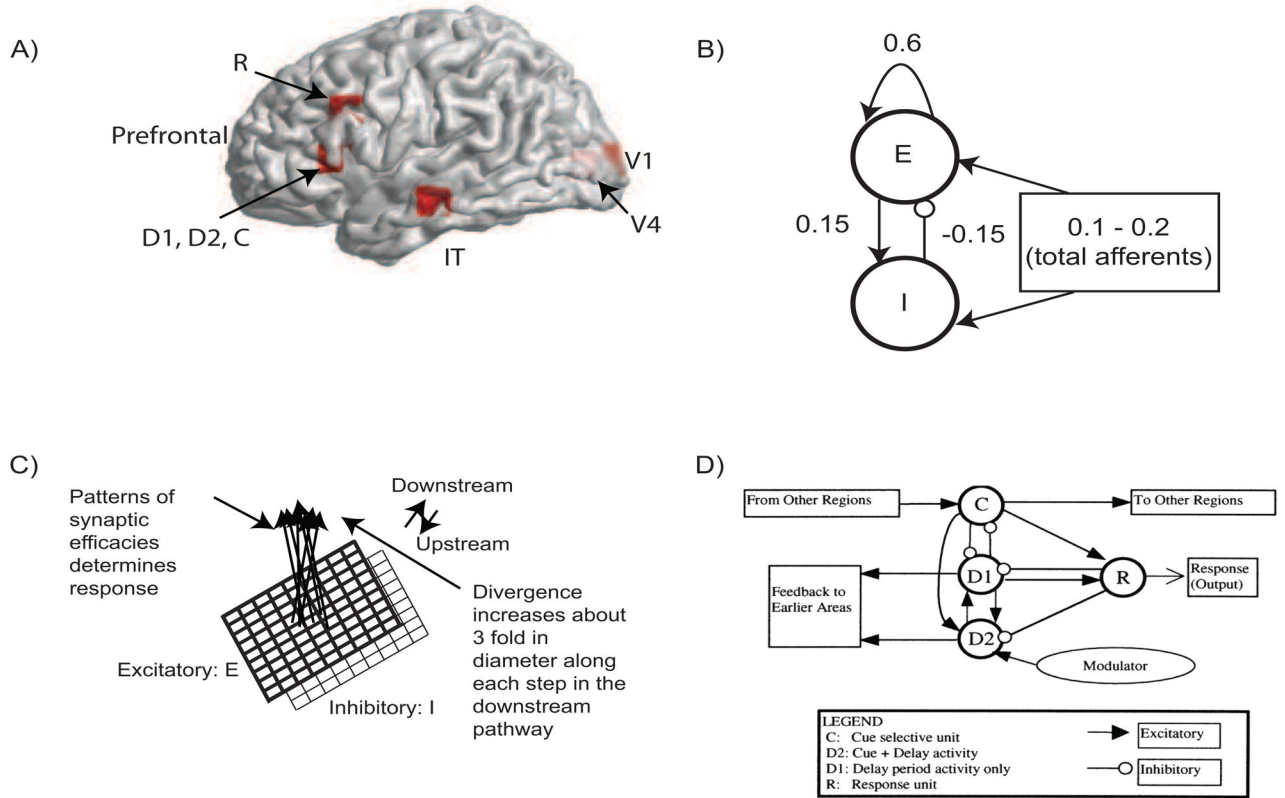 A)
R
Prefrontal
D1, D2, C
IT
V1
V4
B)
0.6
E
0.15
-0.15
I
0.1 - 0.2
(total afferents)
C)
Patterns of
synaptic
efficacies
determines
response
Downstream
Upstream
Divergence
increases about
3 fold in
diameter along
each step in the
downstream
pathway
Excitatory: E
Inhibitory: I
D)
From Other Regions
C
To Other Regions
Feedback to
Earlier Areas
D1
R
Response
(Output)
D2
Modulator
LEGEND
C: Cue selective unit
D2: Cue + Delay activity
D1: Delay period activity only
R: Response unit
Excitatory
Inhibitory